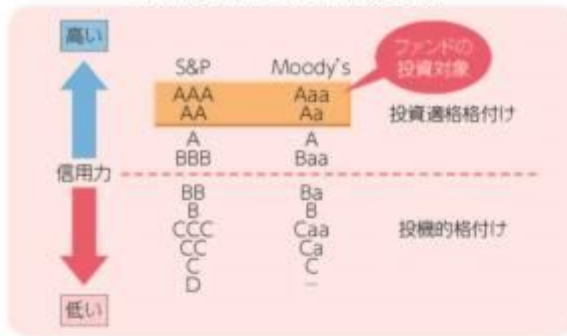 高い
ファンドの
投資対象
S&P Moody's
AAA Aaa
AA Aa
投資適格格付け
A A
BBB Baa
信用力
BB Ba
B B
CCC Caa
投機的格付け
CC Ca
C C
D –
低い